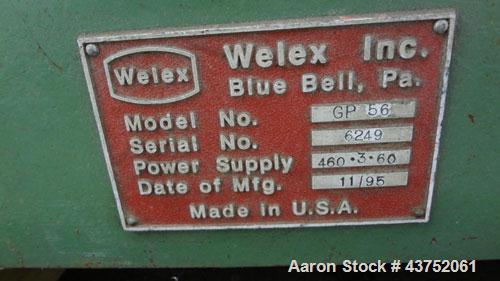 Welex
Welex Inc.
Blue Bell, Pa.
Model No. GP 56
Serial No. 6249
Power Supply 460·3·60
Date of Mfg. 11/95
Made in U.S.A.
Aaron Stock # 43752061